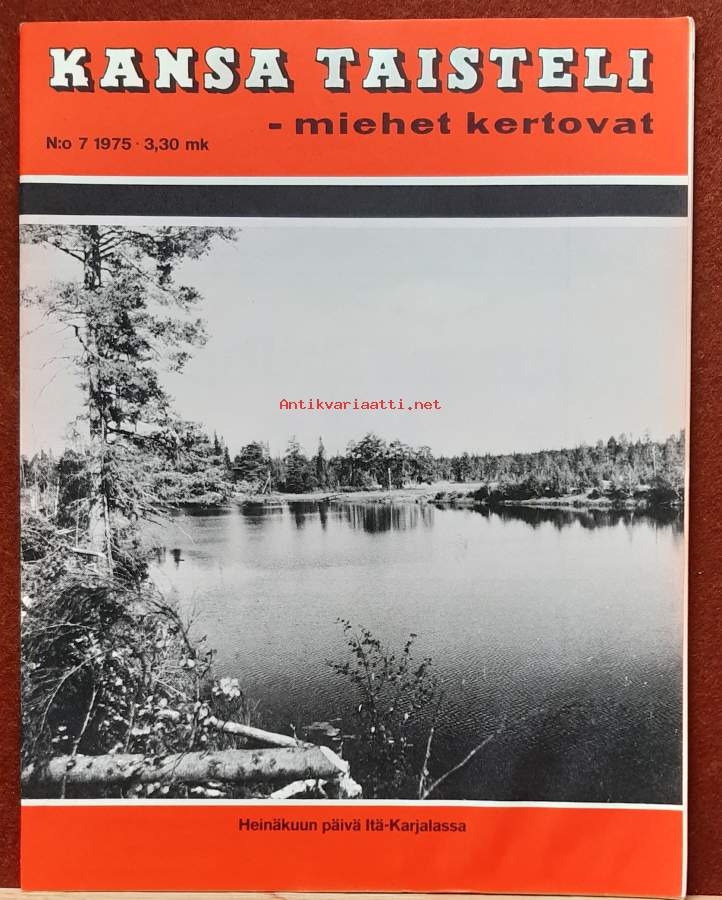 KANSA TAISTELI
- miehet kertovat
N:o 7 1975 · 3,30 mk
Antikvariaatti.net
Heinäkuun päivä Itä-Karjalassa